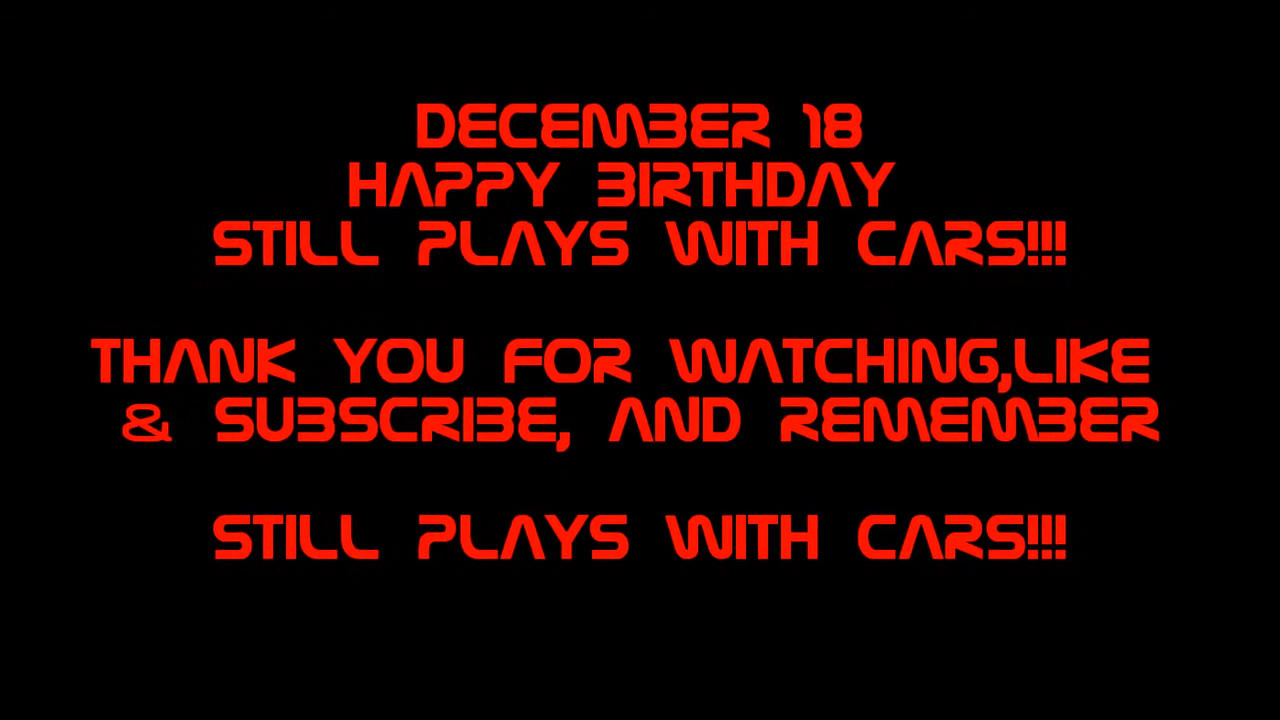 DECEMBER 18
HAPPY BIRTHDAY
STILL PLAYS WITH CARS!!!
THANK YOU FOR WATCHING,LIKE
& SUBSCRIBE, AND REMEMBER
STILL PLAYS WITH CARS!!!